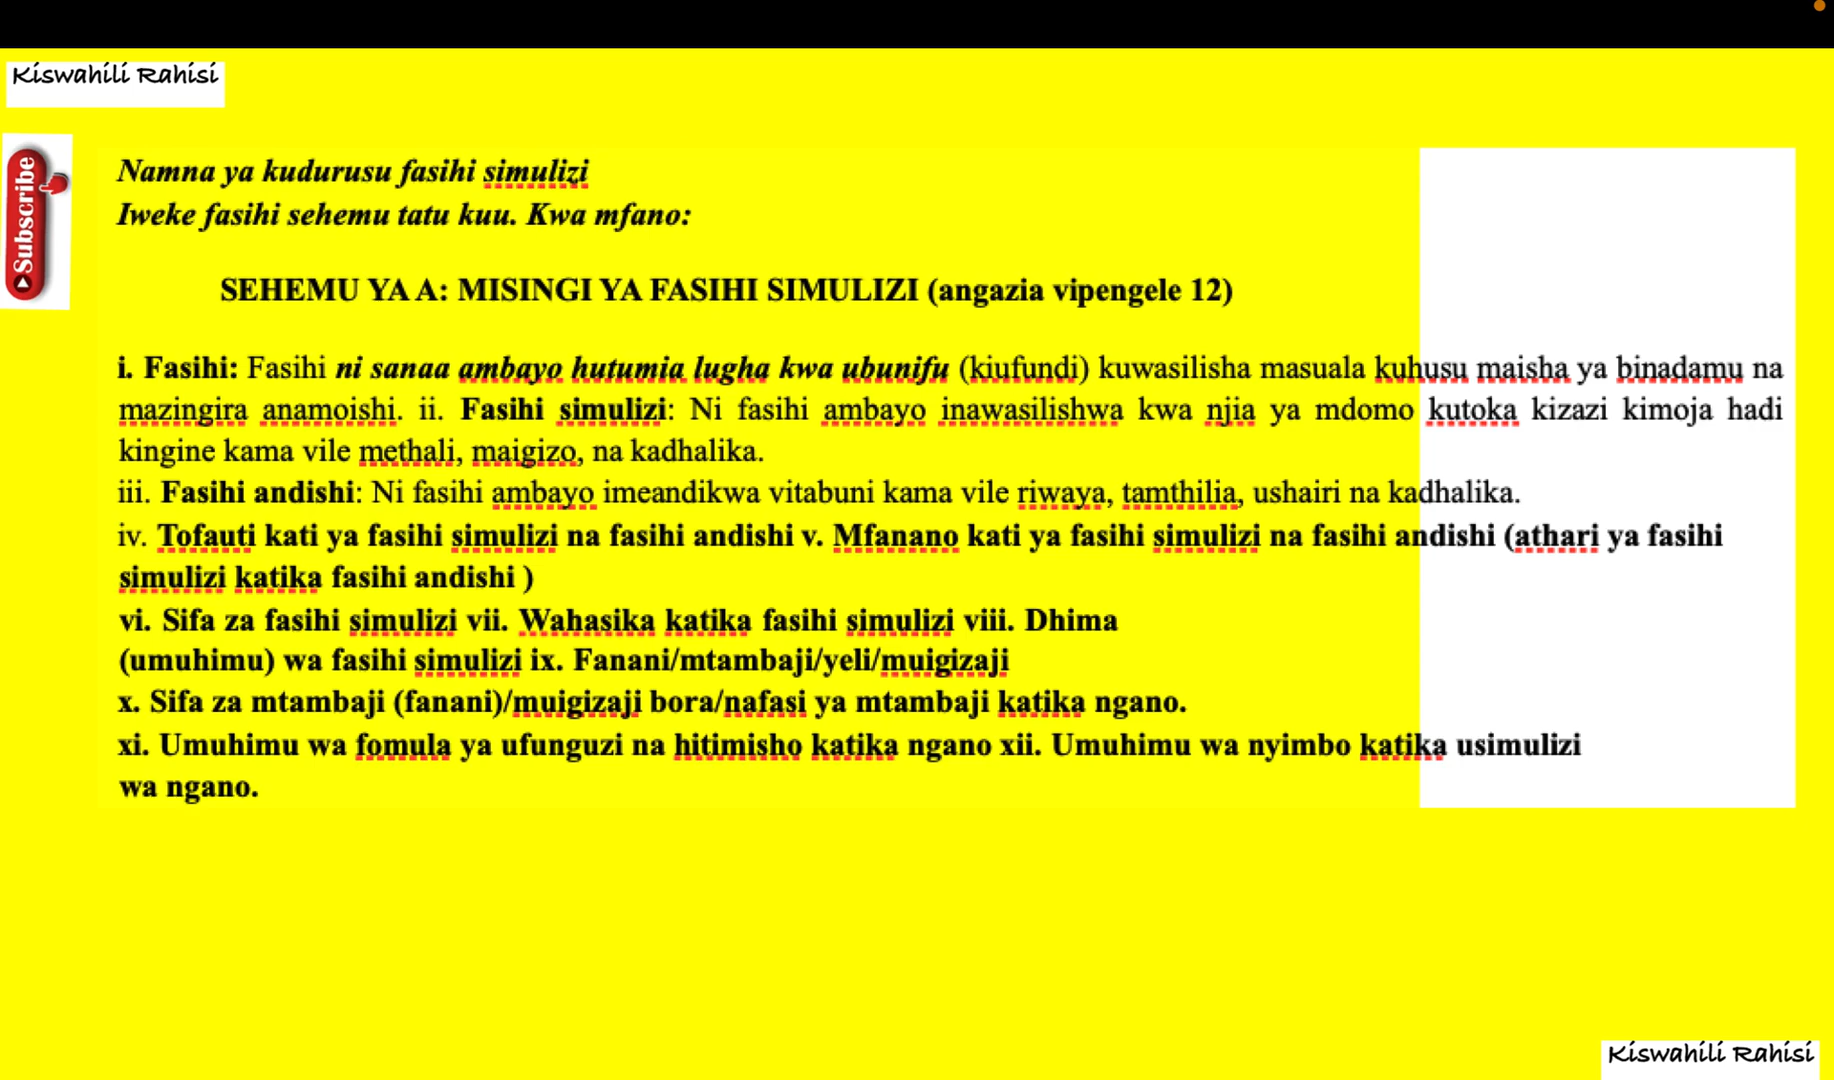 Kiswahili Rahisi
Subscribe
Namna ya kudurusu fasihi simulizi
Iweke fasihi sehemu tatu kuu. Kwa mfano:
SEHEMU YA A: MISINGI YA FASIHI SIMULIZI (angazia vipengele 12)
i. Fasihi: Fasihi ni sanaa ambayo hutumia lugha kwa ubunifu (kiufundi) kuwasilisha masuala kuhusu maisha ya binadamu na
mazingira anamoishi. ii. Fasihi simulizi: Ni fasihi ambayo inawasilishwa kwa njia ya mdomo kutoka kizazi kimoja hadi
kingine kama vile methali, maigizo, na kadhalika.
iii. Fasihi andishi: Ni fasihi ambayo imeandikwa vitabuni kama vile riwaya, tamthilia, ushairi na kadhalika.
iv. Tofauti kati ya fasihi simulizi na fasihi andishi v. Mfanano kati ya fasihi simulizi na fasihi andishi (athari ya fasihi
simulizi katika fasihi andishi )
vi. Sifa za fasihi simulizi vii. Wahasika katika fasihi simulizi viii. Dhima
(umuhimu) wa fasihi simulizi ix. Fanani/mtambaji/yeli/muigizaji
x. Sifa za mtambaji (fanani)/muigizaji bora/nafasi ya mtambaji katika ngano.
xi. Umuhimu wa fomula ya ufunguzi na hitimisho katika ngano xii. Umuhimu wa nyimbo katika usimulizi
wa ngano.
Kiswahili Rahisi